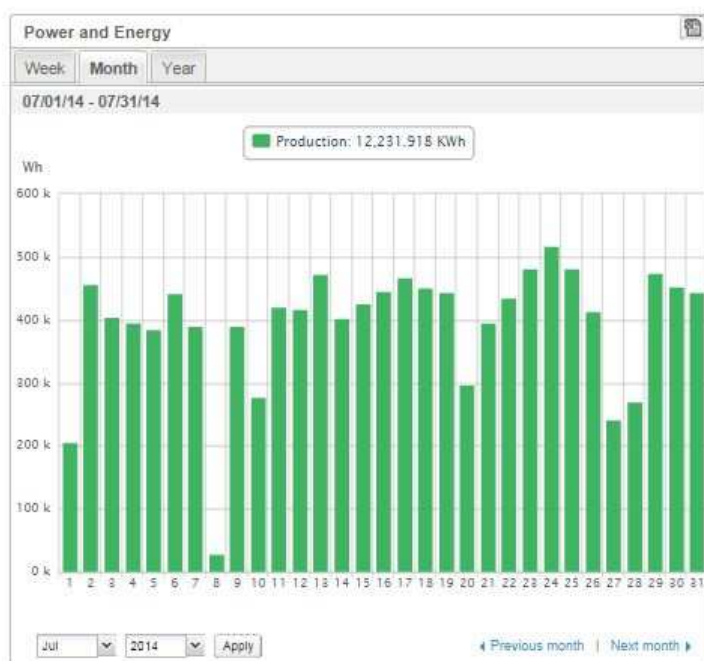 Power and Energy
Week Month Year
07/01/14 - 07/31/14
Production: 12,231.918 KWh
Wh
600 k
500 k
400 k
300 k
200 k
100 k
0 k
1 2 3 4 5 6 7 8 9 10 11 12 13 14 15 16 17 18 19 20 21 22 23 24 25 26 27 28 29 30 31
Jul 2014 Apply Previous month | Next month